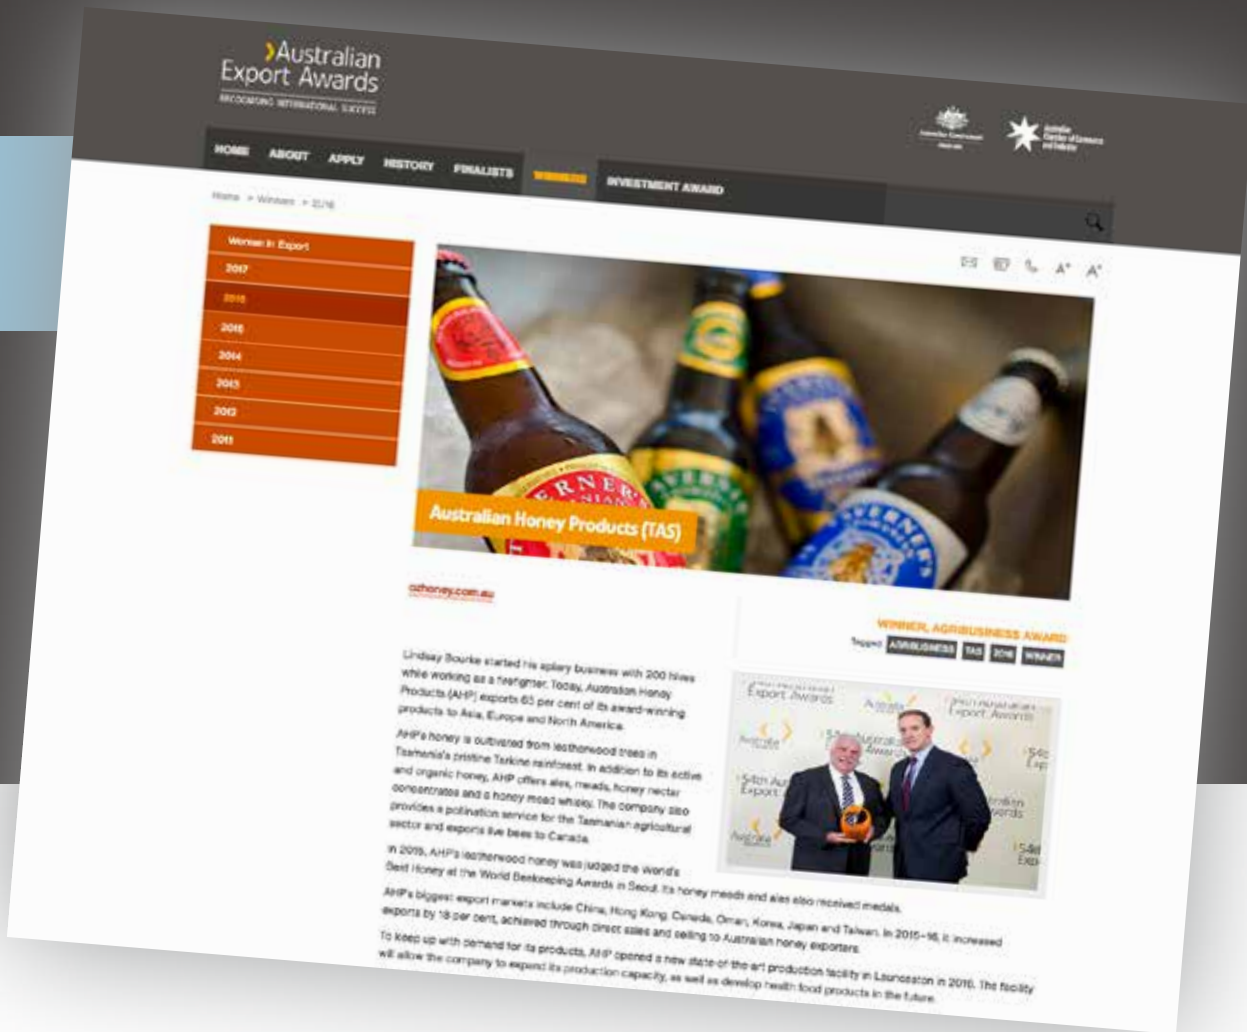 Australian
Export Awards
RECOGNISING INTERNATIONAL SUCCESS
Australian Government
Australian
Chamber of Commerce
and Industry
HOME ABOUT APPLY HISTORY FINALISTS WINNERS INVESTMENT AWARD
Home > Winners > 2016
Women in Export
2017
2016
2015
2014
2013
2012
2011
A+ A
Australian Honey Products (TAS)
ozhoney.com.au
WINNER, AGRIBUSINESS AWARD
Tagged: AGRIBUSINESS TAS 2016 WINNER
Lindsay Bourke started his apiary business with 200 hives
while working as a firefighter. Today, Australian Honey
Products (AHP) exports 65 per cent of its award-winning
products to Asia, Europe and North America.
AHP's honey is cultivated from leatherwood trees in
Tasmania's pristine Tarkine rainforest. In addition to its active
and organic honey, AHP offers ales, meads, honey nectar
concentrates and a honey mead whisky. The company also
provides a pollination service for the Tasmanian agricultural
sector and exports live bees to Canada.
In 2015, AHP's leatherwood honey was judged the World's
Best Honey at the World Beekeeping Awards in Seoul. Its honey meads and ales also received medals.
AHP's biggest export markets include China, Hong Kong, Canada, Oman, Korea, Japan and Taiwan. In 2015–16, it increased
exports by 18 per cent, achieved through direct sales and selling to Australian honey exporters.
To keep up with demand for its products, AHP opened a new state-of-the-art production facility in Launceston in 2016. The facility
will allow the company to expand its production capacity, as well as develop health food products in the future.